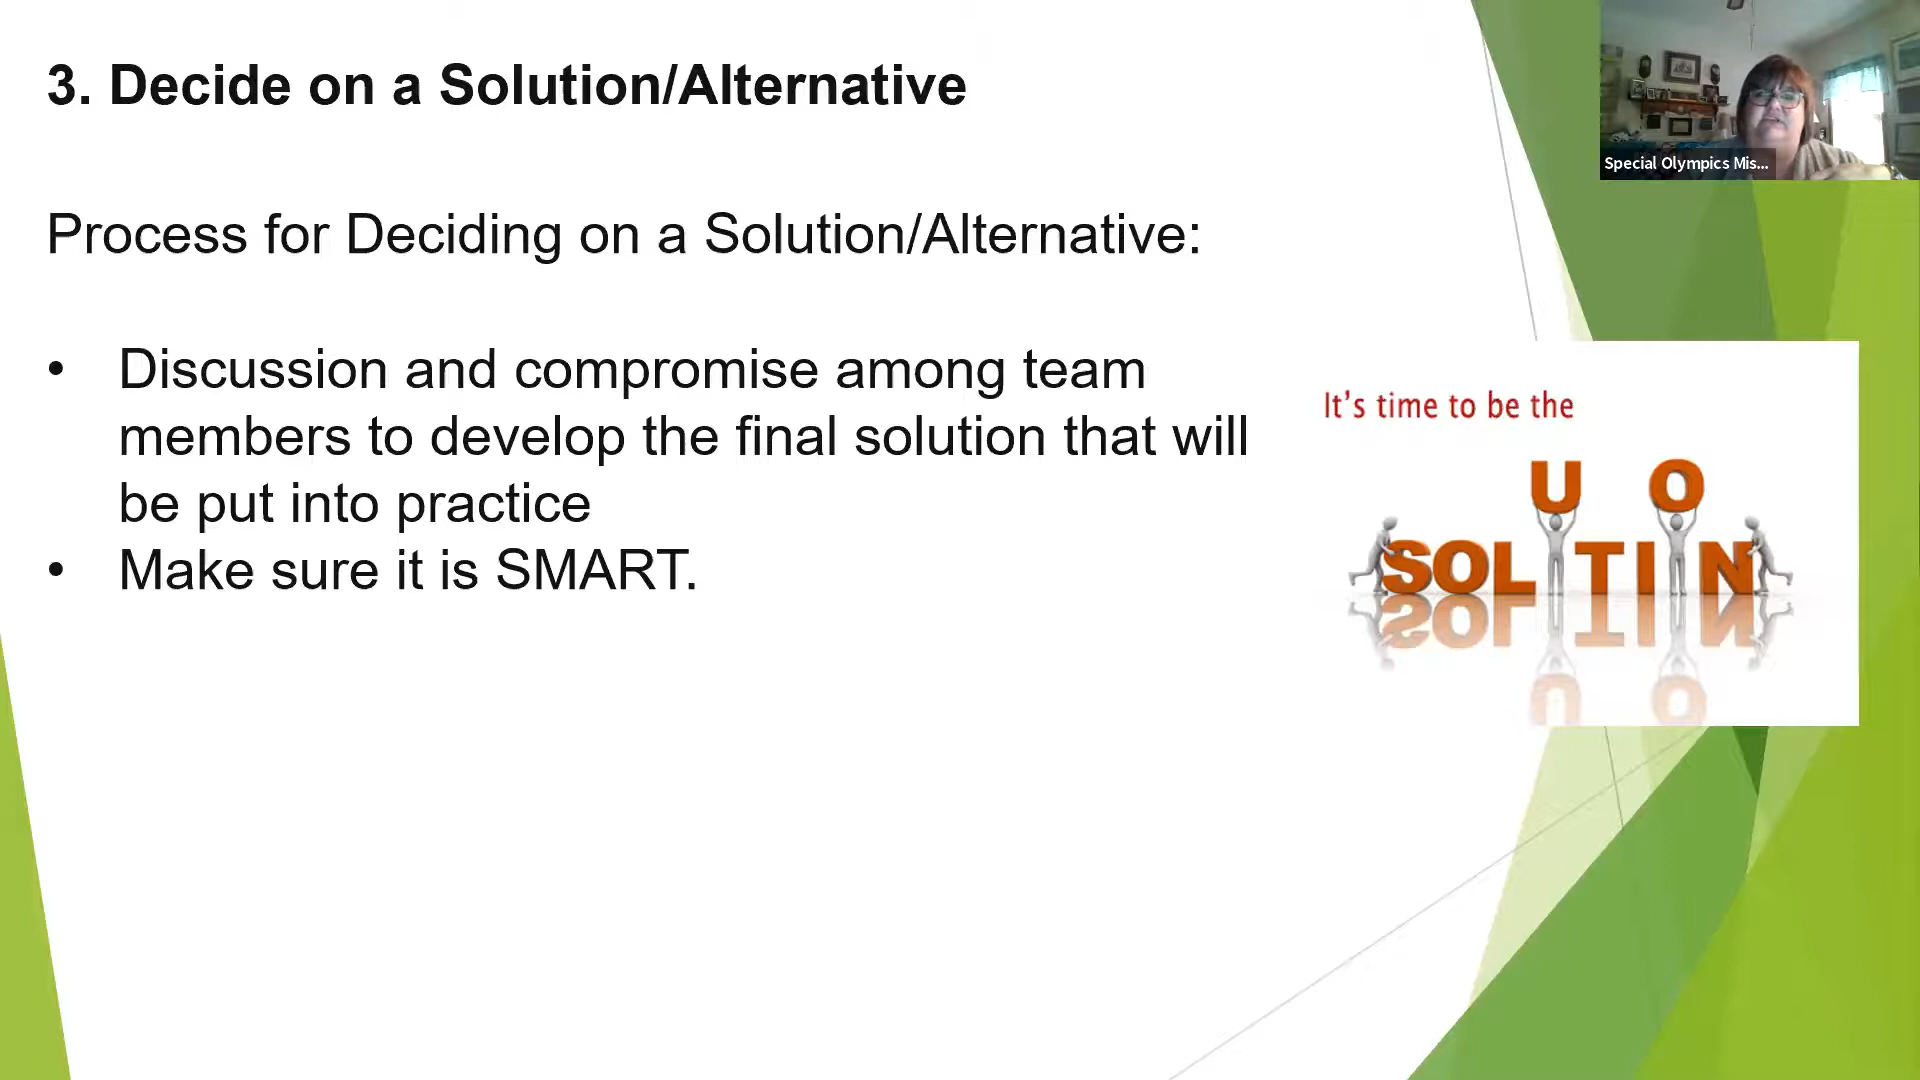 3. Decide on a Solution/Alternative
Special Olympics Mis...
Process for Deciding on a Solution/Alternative:
• Discussion and compromise among team
members to develop the final solution that will
be put into practice
• Make sure it is SMART.
It's time to be the
SOLUTION